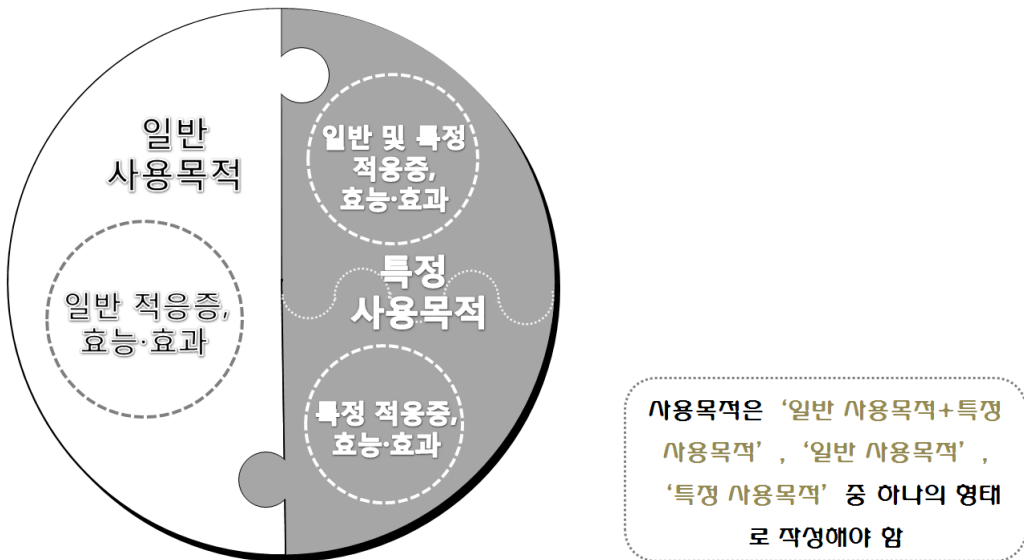 일반
사용목적
일반 적응증,
효능·효과
일반 및 특정
적용증,
효능·효과
특정
사용목적
특정 적응증,
효능·효과
사용목적은 ‘일반 사용목적+특정
사용목적’ , ‘일반 사용목적’ ,
‘특정 사용목적’ 중 하나의 형태
로 작성해야 함